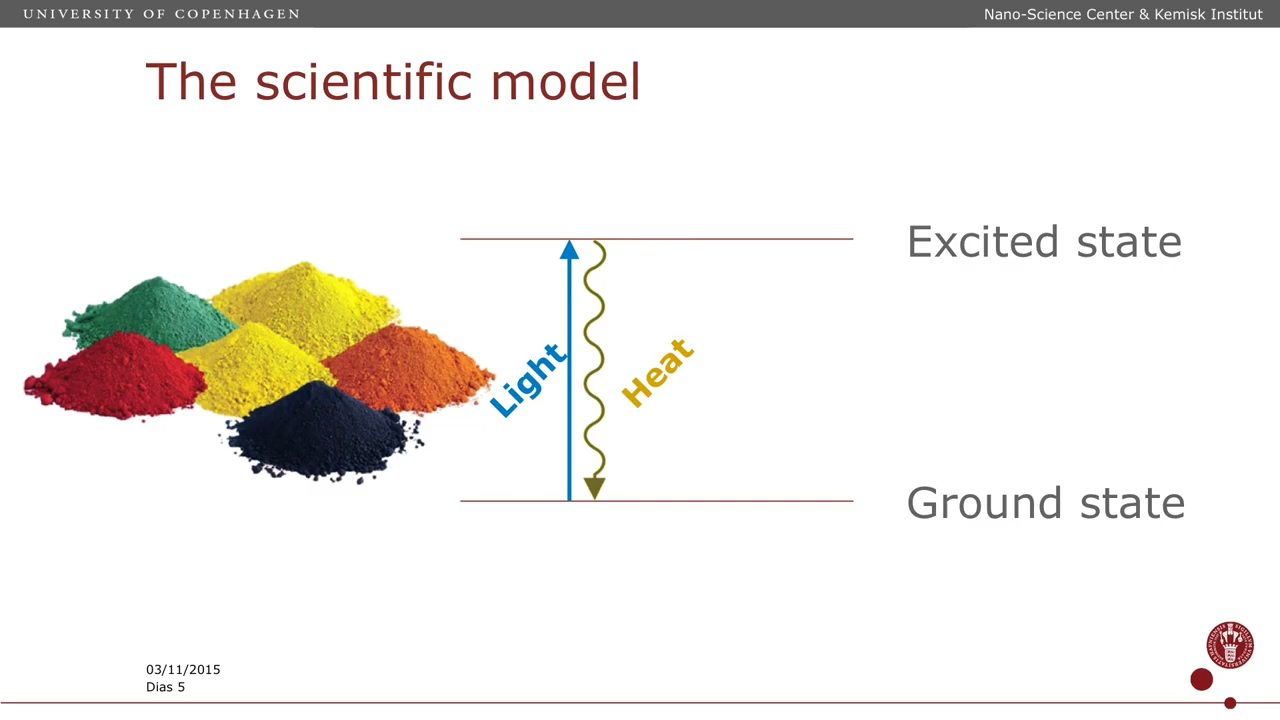 UNIVERSITY OF COPENHAGEN
Nano-Science Center & Kemisk Institut
The scientific model
Excited state
Light
Heat
Ground state
03/11/2015
Dias 5